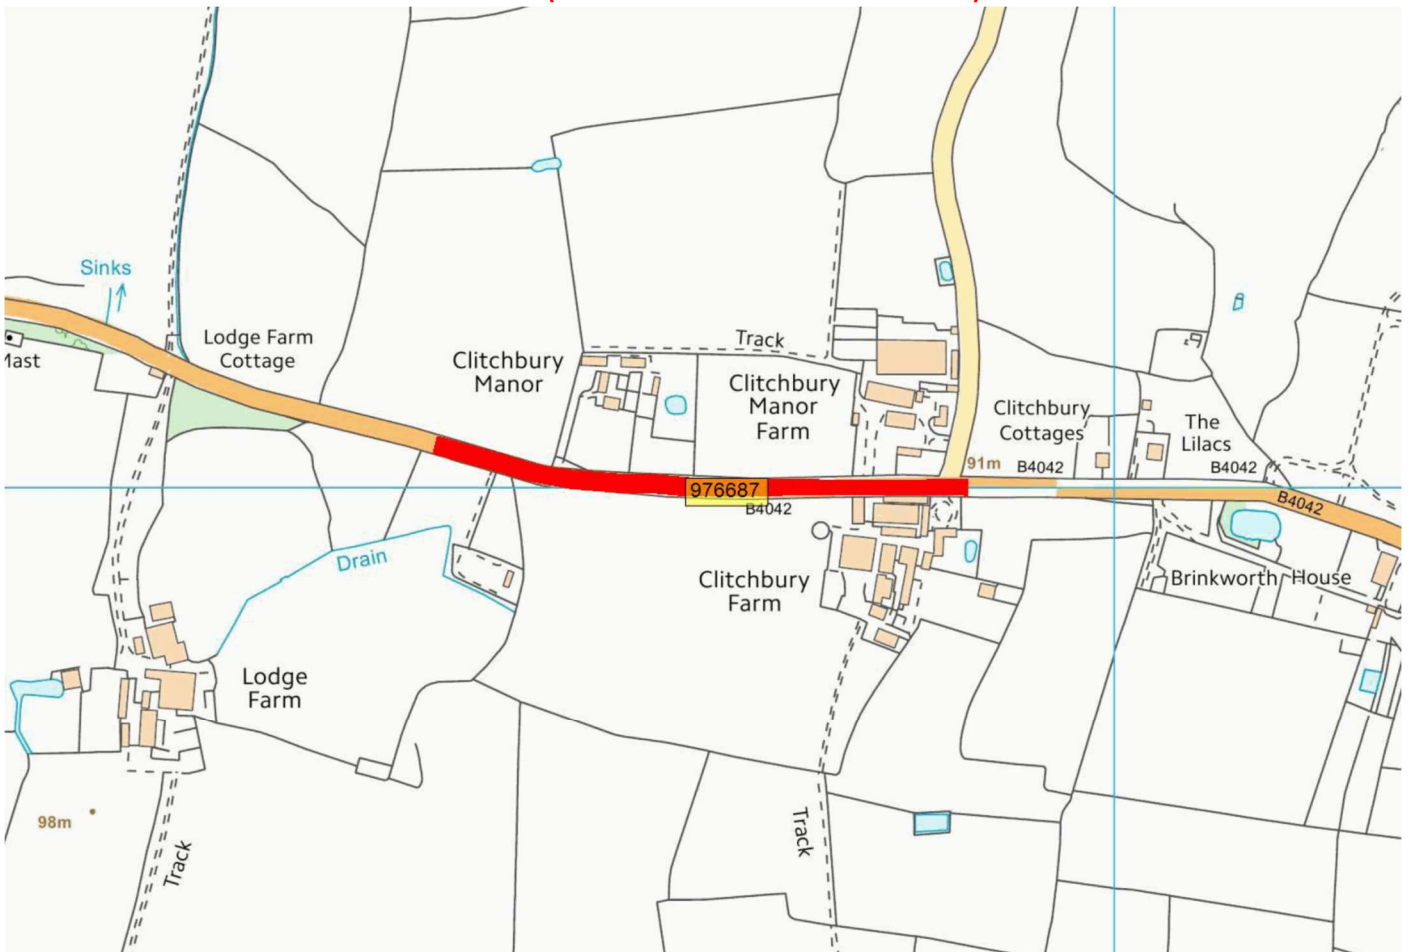 Sinks
Mast
Lodge Farm
Cottage
Clitchbury
Manor
Track
Clitchbury
Manor
Farm
Clitchbury
Cottages
The
Lilacs
91m
B4042
B4042
976687
B4042
B4042
Drain
Clitchbury
Farm
Brinkworth House
Lodge
Farm
98m
Track
Track